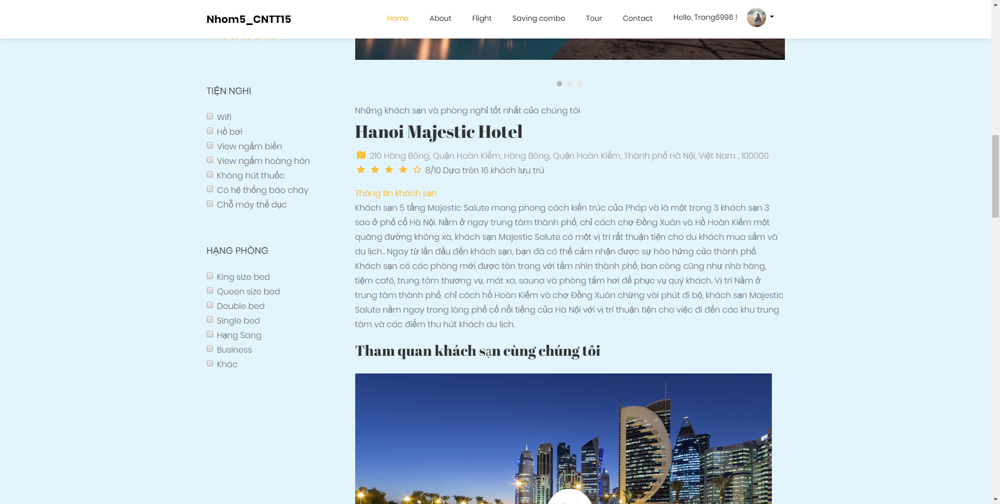 Nhom5_CNTT15
Home About Flight Saving combo Tour Contact Hello, Trang6998 !
TIỆN NGHI
Wifi
Hồ bơi
View ngắm biển
View ngắm hoàng hôn
Không hút thuốc
Có hệ thống báo cháy
Chỗ máy thể dục
HẠNG PHÒNG
King size bed
Queen size bed
Double bed
Single bed
Hạng Sang
Business
Khác
Những khách sạn và phòng nghỉ tốt nhất của chúng tôi
Hanoi Majestic Hotel
210 Hàng Bông, Quận Hoàn Kiếm, Hàng Bông, Quận Hoàn Kiếm, Thành phố Hà Nội, Việt Nam , 100000
8/10 Dựa trên 16 khách lưu trú
Thông tin khách sạn
Khách sạn 5 tầng Majestic Salute mang phong cách kiến trúc của Pháp và là một trong 3 khách sạn 3
sao ở phố cổ Hà Nội. Nằm ở ngay trung tâm thành phố, chỉ cách chợ Đồng Xuân và Hồ Hoàn Kiếm một
quãng đường không xa, khách sạn Majestic Salute có một vị trí rất thuận tiện cho du khách mua sắm và
du lịch.. Ngay từ lần đầu đến khách sạn, bạn đã có thể cảm nhận được sự hào hứng của thành phố.
Khách sạn có các phòng mới được tân trang với tầm nhìn thành phố, ban công cũng như nhà hàng,
tiệm café, trung tâm thương vụ, mát xa, sauna và phòng tắm hơi để phục vụ quý khách. Vị trí Nằm ở
trung tâm thành phố, chỉ cách hồ Hoàn Kiếm và chợ Đồng Xuân chừng vài phút đi bộ, khách sạn Majestic
Salute nằm ngay trong lòng phố cổ nổi tiếng của Hà Nội với vị trí thuận tiện cho việc đi đến các khu trung
tâm và các điểm thu hút khách du lịch.
Tham quan khách sạn cùng chúng tôi